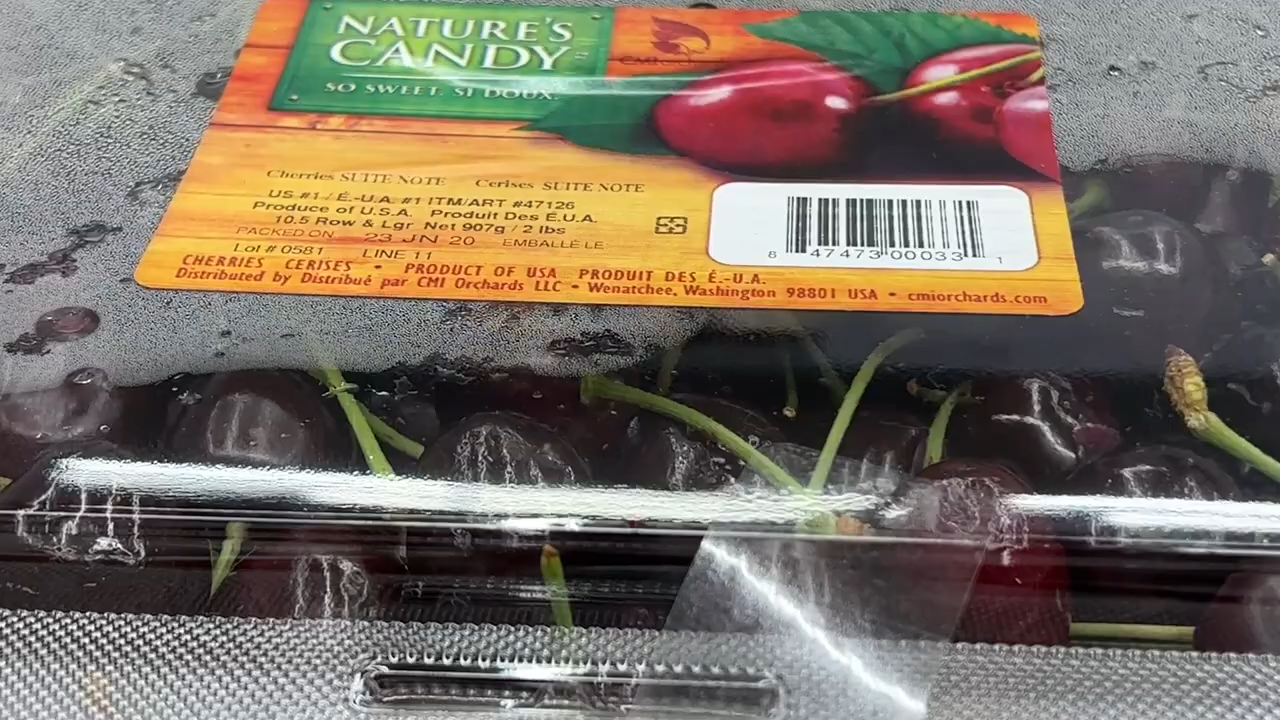 NATURE'S
CANDY
SO SWEET. SI DOUX.
CMI
Cherries SUITE NOTE Cerises SUITE NOTE
US #1 / É.-U.A. #1 ITM/ART #47126
Produce of U.S.A. Produit Des É.U.A.
10.5 Row & Lgr Net 907g / 2 lbs
PACKED ON 23 JN 20 EMBALLÉ LE
Lot # 0581 LINE 11
8 47473 00033 1
CHERRIES CERISES • PRODUCT OF USA PRODUIT DES É.-U.A.
Distributed by Distribué par CMI Orchards LLC • Wenatchee, Washington 98801 USA • cmiorchards.com